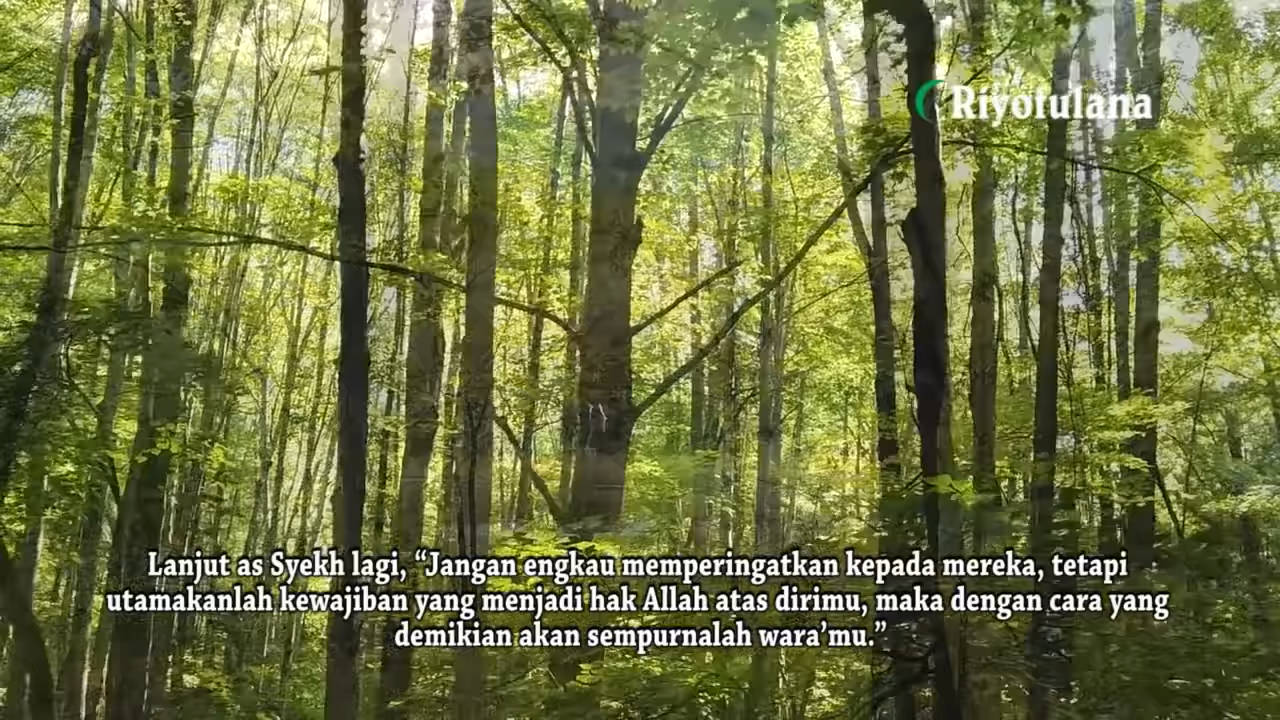 Riyotulana
Lanjut as Syekh lagi, “Jangan engkau memperingatkan kepada mereka, tetapi
utamakanlah kewajiban yang menjadi hak Allah atas dirimu, maka dengan cara yang
demikian akan sempurnalah wara’mu.”